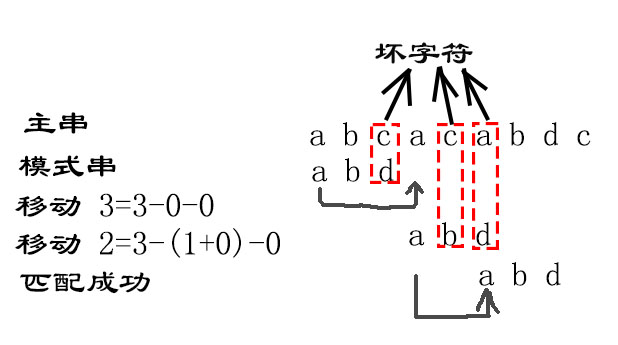 坏字符
主串
a b c a c a b d c
模式串
a b d
移动 3=3-0-0
移动 2=3-(1+0)-0
a b d
匹配成功
a b d